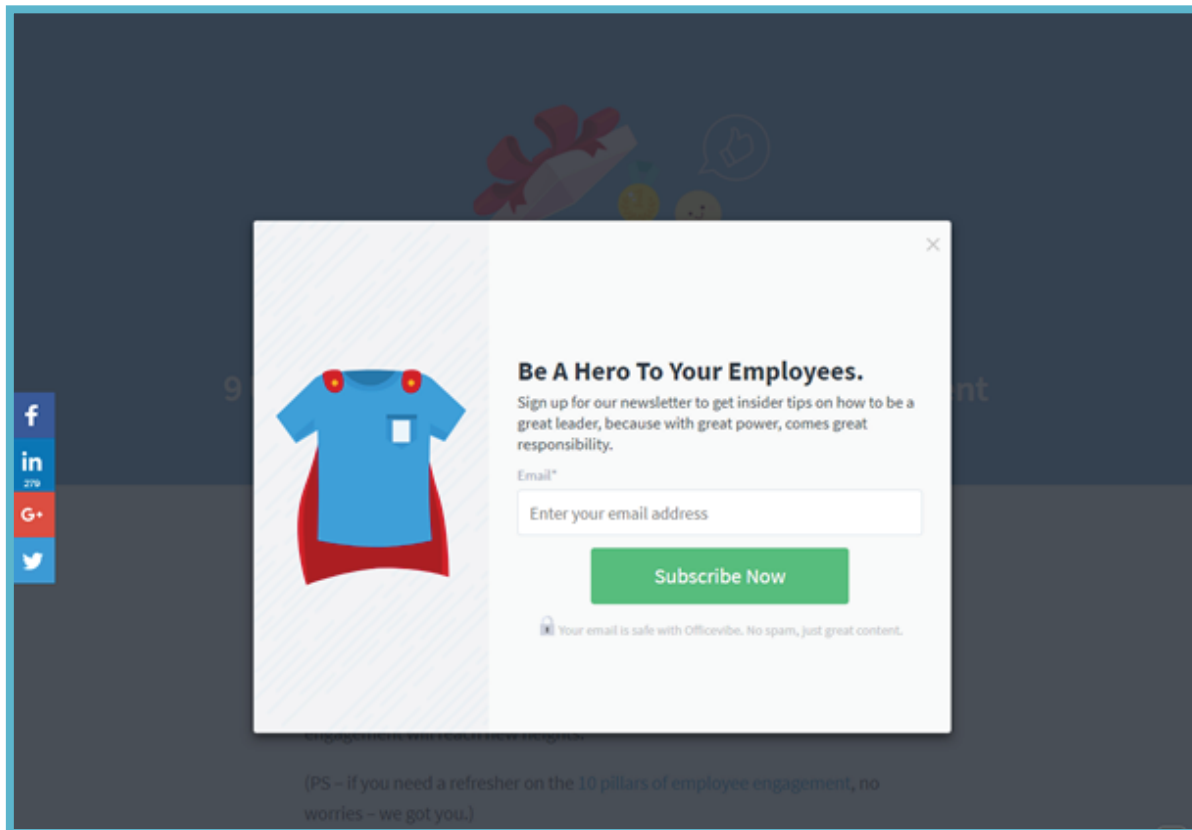 9
nt
f
in
279
G+
Be A Hero To Your Employees.
Sign up for our newsletter to get insider tips on how to be a
great leader, because with great power, comes great
responsibility.
Email*
Enter your email address
Subscribe Now
Your email is safe with Officevibe. No spam, just great content.
engagement will reach new heights.
(PS – if you need a refresher on the 10 pillars of employee engagement, no
worries – we got you.)